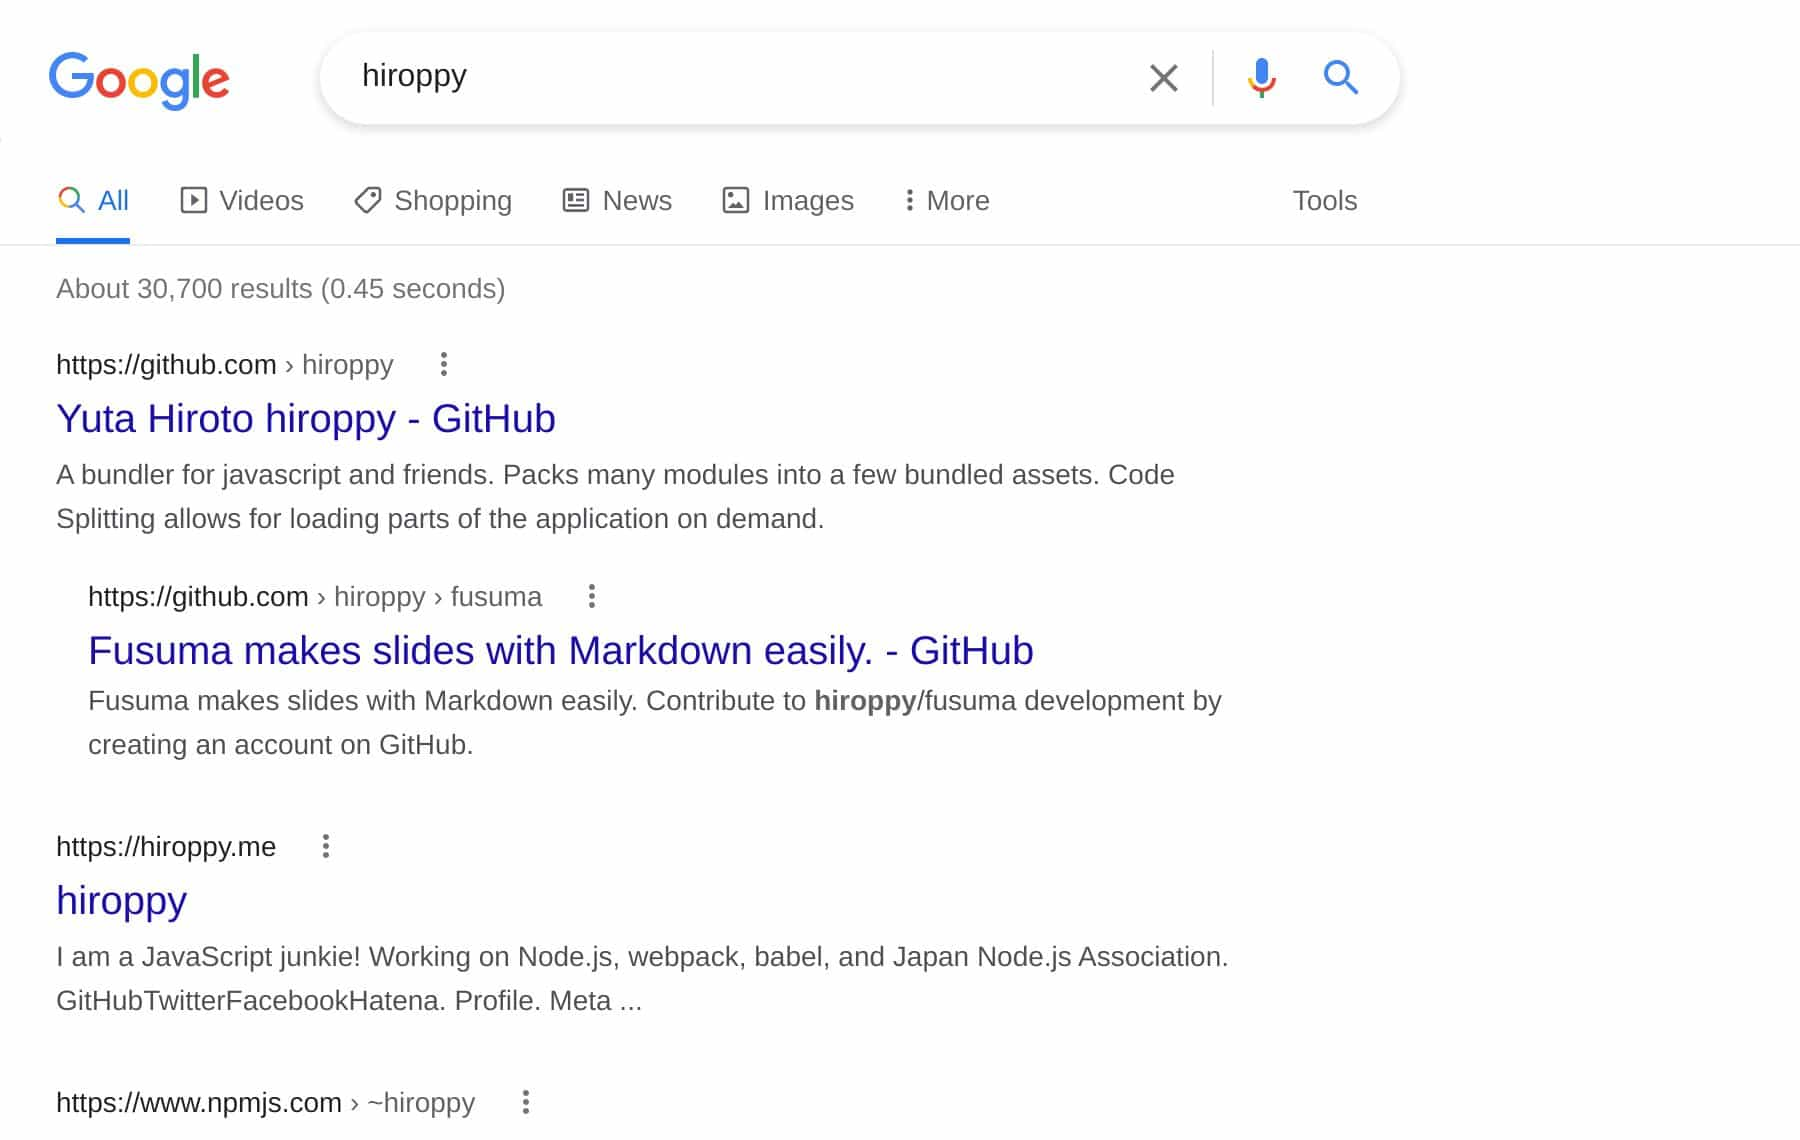 Google
hiroppy
All Videos Shopping News Images More Tools
About 30,700 results (0.45 seconds)
https://github.com › hiroppy
Yuta Hiroto hiroppy - GitHub
A bundler for javascript and friends. Packs many modules into a few bundled assets. Code
Splitting allows for loading parts of the application on demand.
https://github.com › hiroppy › fusuma
Fusuma makes slides with Markdown easily. - GitHub
Fusuma makes slides with Markdown easily. Contribute to hiroppy/fusuma development by
creating an account on GitHub.
https://hiroppy.me
hiroppy
I am a JavaScript junkie! Working on Node.js, webpack, babel, and Japan Node.js Association.
GitHubTwitterFacebookHatena. Profile. Meta ...
https://www.npmjs.com › ~hiroppy